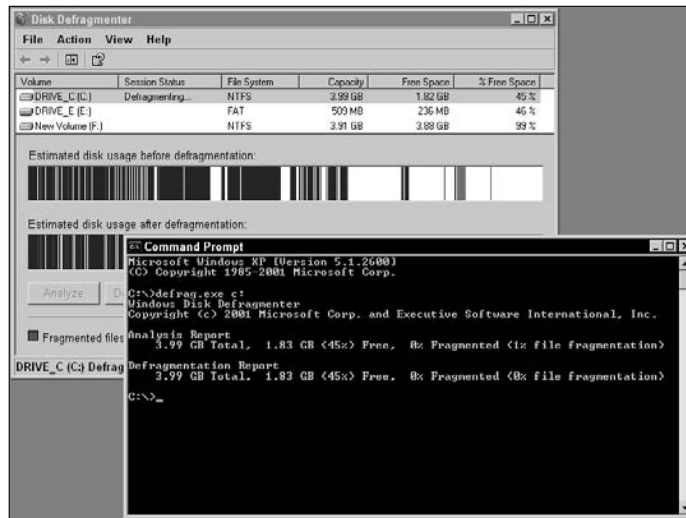 Disk Defragmenter
File Action View Help
Volume Session Status File System Capacity Free Space % Free Space
DRIVE_C (C:) Defragmenting... NTFS 3.99 GB 1.82 GB 45 %
DRIVE_E (E:) FAT 509 MB 236 MB 46 %
New Volume (F:) NTFS 3.91 GB 3.88 GB 99 %
Estimated disk usage before defragmentation:
Estimated disk usage after defragmentation:
Analyze
Fragmented files
DRIVE_C (C:) Defrag
Command Prompt
Microsoft Windows XP [Version 5.1.2600]
(C) Copyright 1985-2001 Microsoft Corp.
C:\>defrag.exe c:
Windows Disk Defragmenter
Copyright (c) 2001 Microsoft Corp. and Executive Software International, Inc.
Analysis Report
3.99 GB Total, 1.83 GB (45%) Free, 0% Fragmented (1% file fragmentation)
Defragmentation Report
3.99 GB Total, 1.83 GB (45%) Free, 0% Fragmented (0% file fragmentation)
C:\>_